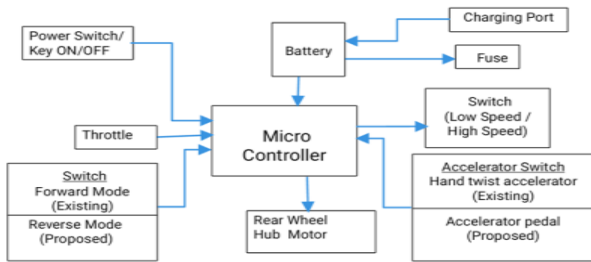 Charging Port
Power Switch/
Key ON/OFF
Battery
Fuse
Switch
(Low Speed /
High Speed)
Throttle
Micro
Controller
Switch
Forward Mode
(Existing)
Reverse Mode
(Proposed)
Accelerator Switch
Hand twist accelerator
(Existing)
Accelerator pedal
(Proposed)
Rear Wheel
Hub Motor